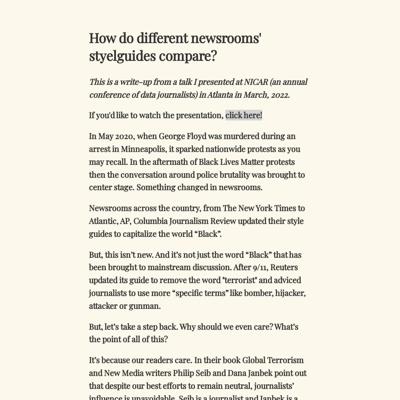 How do different newsrooms'
styelguides compare?
This is a write-up from a talk I presented at NICAR (an annual
conference of data journalists) in Atlanta in March, 2022.
If you'd like to watch the presentation, click here!
In May 2020, when George Floyd was murdered during an
arrest in Minneapolis, it sparked nationwide protests as you
may recall. In the aftermath of Black Lives Matter protests
then the conversation around police brutality was brought to
center stage. Something changed in newsrooms.
Newsrooms across the country, from The New York Times to
Atlantic, AP, Columbia Journalism Review updated their style
guides to capitalize the world “Black”.
But, this isn’t new. And it’s not just the word “Black” that has
been brought to mainstream discussion. After 9/11, Reuters
updated its guide to remove the word "terrorist" and adviced
journalists to use more “specific terms” like bomber, hijacker,
attacker or gunman.
But, let’s take a step back. Why should we even care? What’s
the point of all of this?
It’s because our readers care. In their book Global Terrorism
and New Media writers Philip Seib and Dana Janbek point out
that despite our best efforts to remain neutral, journalists’
influence is unavoidable. Seib is a journalist and Janbek is a